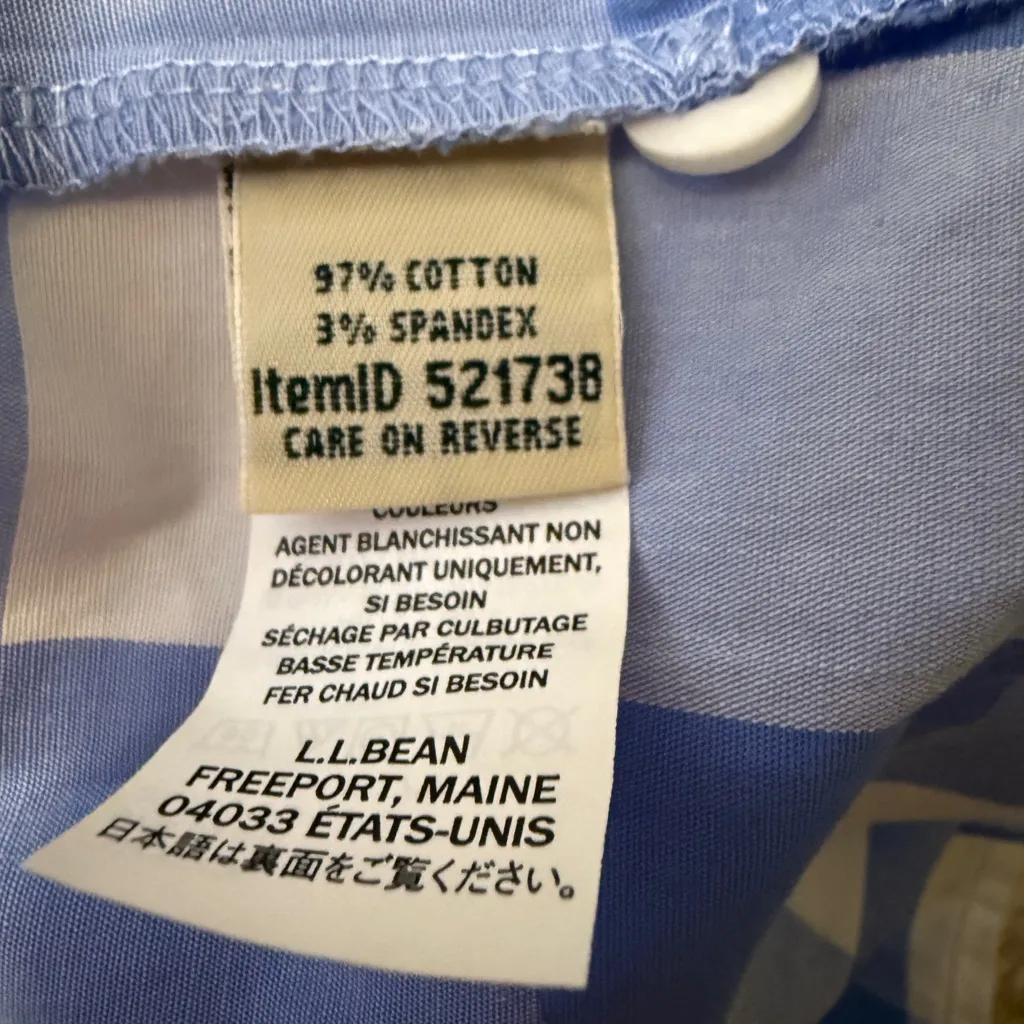 97% COTTON
3% SPANDEX
ItemID 521738
CARE ON REVERSE
COULEURS
AGENT BLANCHISSANT NON
DÉCOLORANT UNIQUEMENT,
SI BESOIN
SÉCHAGE PAR CULBUTAGE
BASSE TEMPÉRATURE
FER CHAUD SI BESOIN
L.L.BEAN
FREEPORT, MAINE
04033 ÉTATS-UNIS
日本語は裏面をご覧ください。